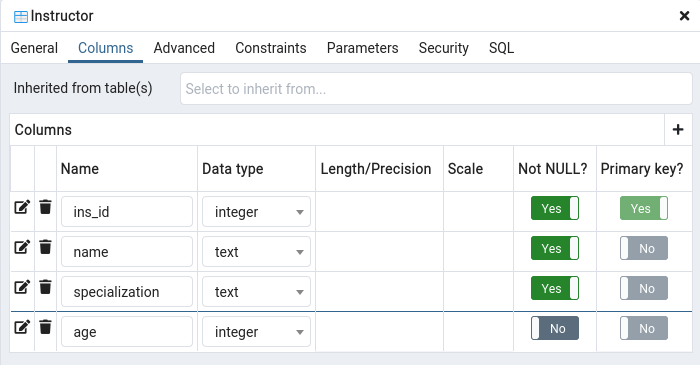 Instructor
General Columns Advanced Constraints Parameters Security SQL
Inherited from table(s) Select to inherit from...
Columns
Name Data type Length/Precision Scale Not NULL? Primary key?
ins_id integer Yes Yes
name text Yes No
specialization text Yes No
age integer No No